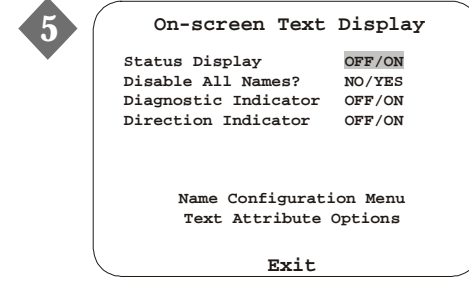 5
On-screen Text Display
Status Display OFF/ON
Disable All Names? NO/YES
Diagnostic Indicator OFF/ON
Direction Indicator OFF/ON
Name Configuration Menu
Text Attribute Options
Exit